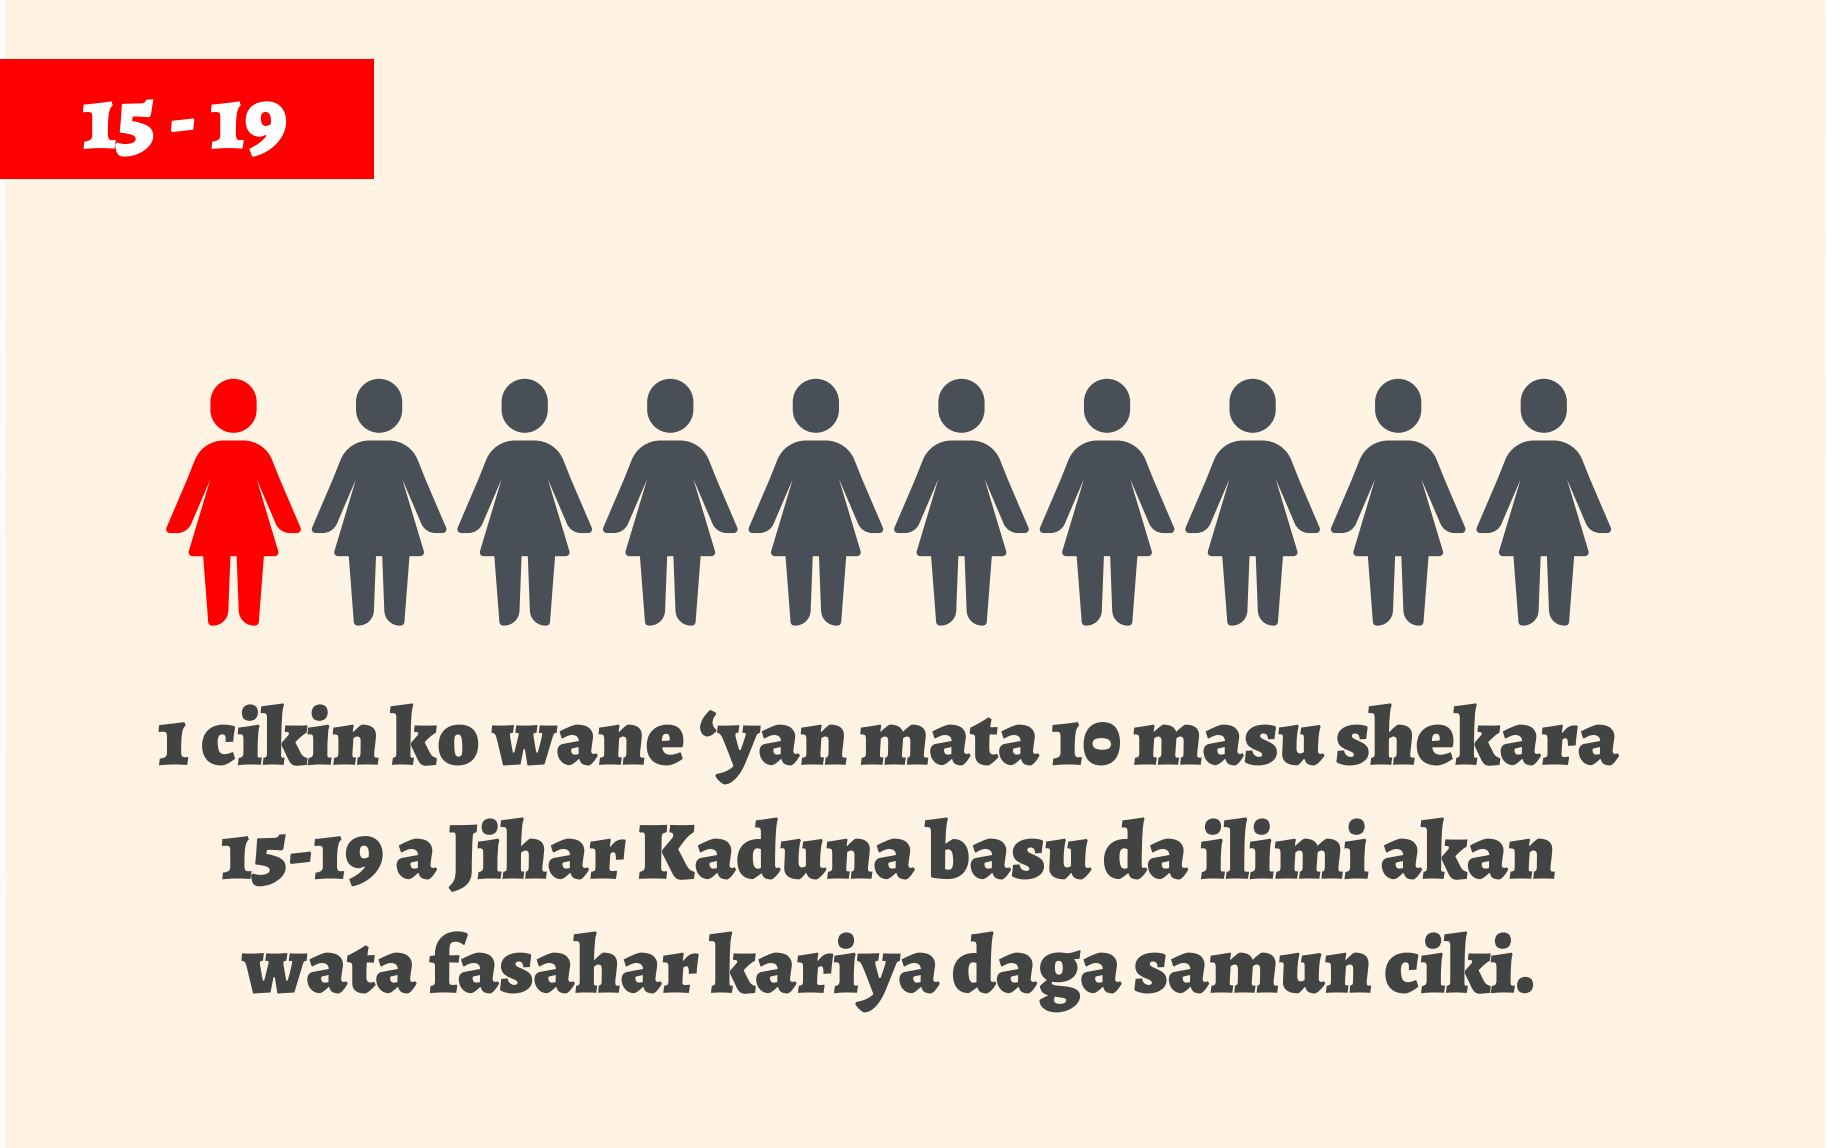 15 - 19
1 cikin ko wane ‘yan mata 10 masu shekara
15-19 a Jihar Kaduna basu da ilimi akan
wata fasahar kariya daga samun ciki.